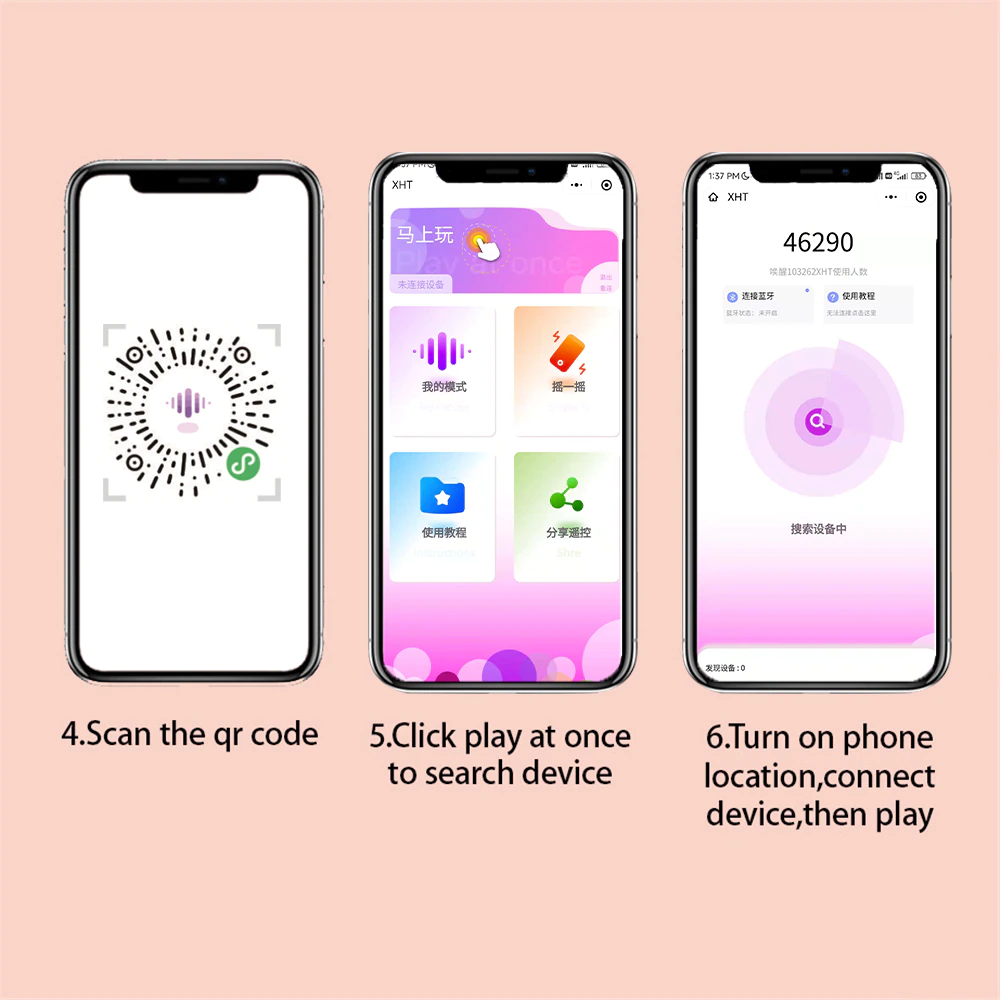 XHT
马上玩
Play at once
未连接设备
退出
重连
我的模式
摇一摇
使用教程
Instructions
分享遥控
1:37 PM
63
XHT
46290
唤醒103262XHT使用人数
连接蓝牙
蓝牙状态：未开启
使用教程
无法连接点击这里
搜索设备中
发现设备:0
4.Scan the qr code
5.Click play at once
to search device
6.Turn on phone
location,connect
device,then play